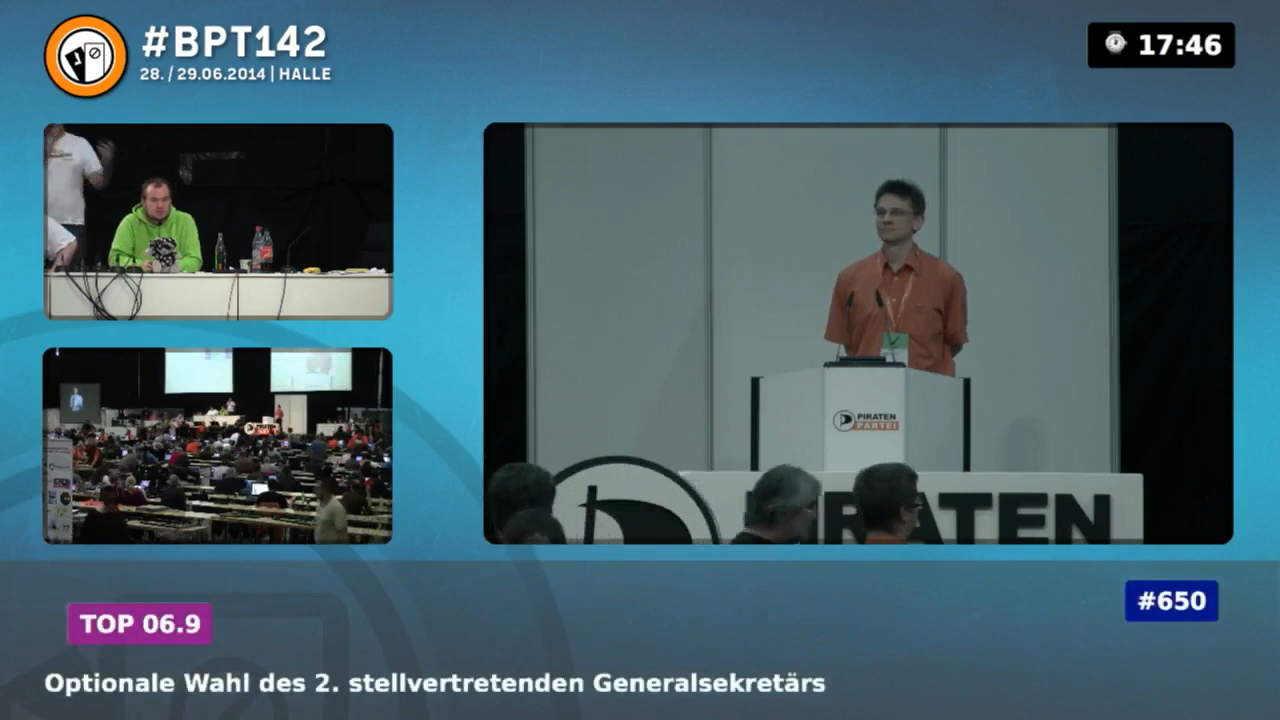 #BPT142
28. / 29.06.2014 | HALLE
17:46
PIRATEN
PARTEI
PIRATEN
TOP 06.9
#650
Optionale Wahl des 2. stellvertretenden Generalsekretärs